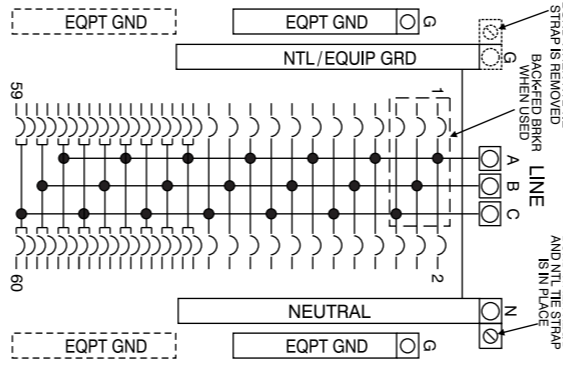 EQPT GND
EQPT GND
G
STRAP IS REMOVED
NTL/EQUIP GRD
G
BACK-FED BRKR
WHEN USED
59
1
A
B
C
LINE
60
2
AND NTL TIE STRAP
IS IN PLACE
NEUTRAL
N
EQPT GND
EQPT GND
G